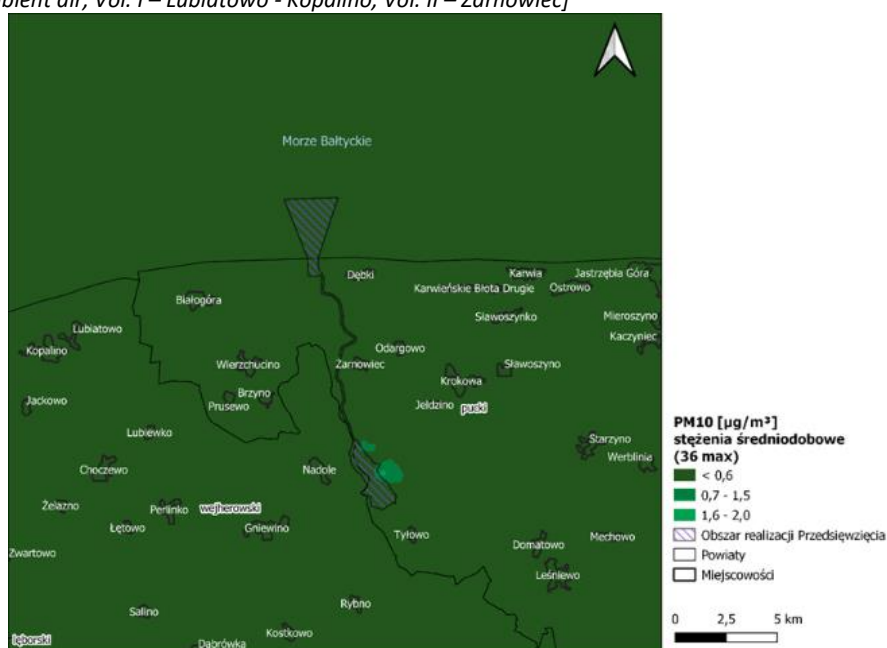 bient air, Vol. I – Lubiatowo - Kopalino, Vol. II – Żarnowiec]
Morze Bałtyckie
Dębki
Karwia
Jastrzębia Góra
Karwieńskie Błota Drugie
Ostrowo
Białogóra
Sławoszynko
Mieroszyno
Lubiatowo
Kaczyniec
Kopalino
Odargowo
Wierzchucino
Żarnowiec
Sławoszyno
Krokowa
Jackowo
Brzyno
Prusewo
Jeldzino
pucki
Lubiewko
Starzyno
Choczewo
Nadole
Werblinia
Żelazno
Perlinko
wejherowski
Łętowo
Gniewino
Tyłowo
Mechowo
Domatowo
Zwartowo
Leśniewo
Salino
Rybno
Kostkowo
lęborski
Dąbrówka
PM10 [µg/m³]
stężenia średniodobowe
(36 max)
< 0,6
0,7 - 1,5
1,6 - 2,0
Obszar realizacji Przedsięwzięcia
Powiaty
Miejscowości
0 2,5 5 km